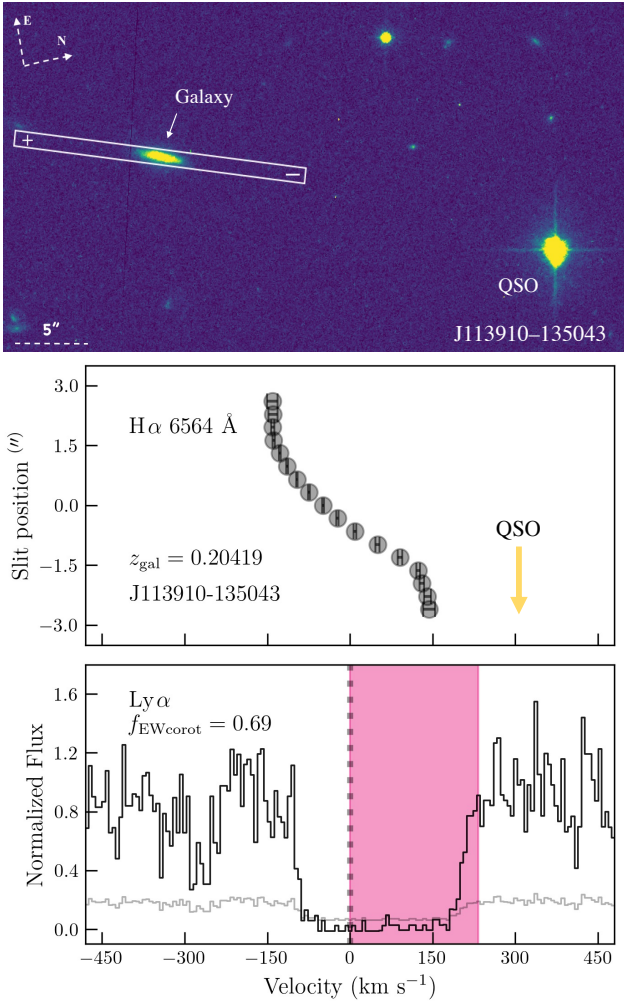 E
N
Galaxy
+
−
QSO
5″
J113910–135043
3.0
1.5
0.0
−1.5
−3.0
Slit position (″)
Hα 6564 Å
QSO
z_gal = 0.20419
J113910-135043
1.6
1.2
0.8
0.4
0.0
Normalized Flux
Lyα
f_EWcorot = 0.69
−450
−300
−150
0
150
300
450
Velocity (km s⁻¹)